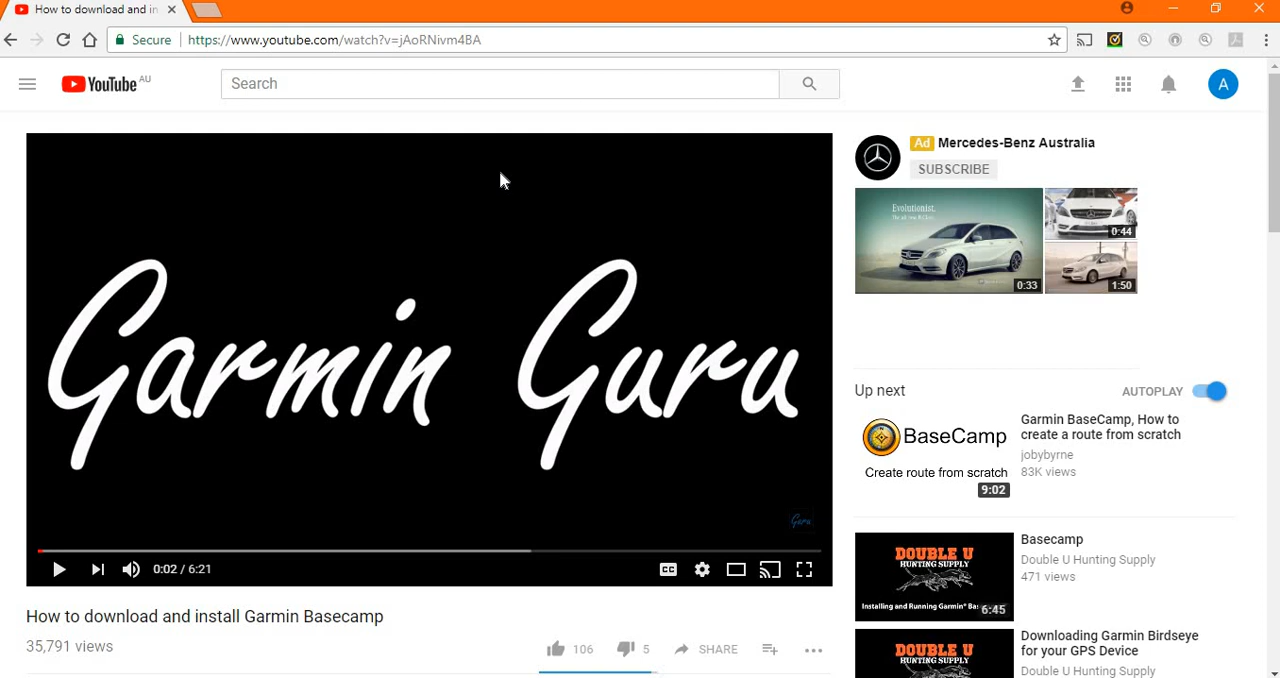 How to download and in
Secure
https://www.youtube.com/watch?v=jAoRNivm4BA
YouTube AU
Search
A
Garmin Guru
Guru
0:02 / 6:21
CC
How to download and install Garmin Basecamp
35,791 views
106
5
SHARE
Ad Mercedes-Benz Australia
SUBSCRIBE
Evolutionist.
0:33
0:44
1:50
Up next
AUTOPLAY
BaseCamp
Create route from scratch
9:02
Garmin BaseCamp, How to
create a route from scratch
jobybyrne
83K views
DOUBLE U
HUNTING SUPPLY
Installing and Running Garmin® Bas
6:45
Basecamp
Double U Hunting Supply
471 views
DOUBLE U
HUNTING SUPPLY
Downloading Garmin Birdseye
for your GPS Device
Double U Hunting Supply